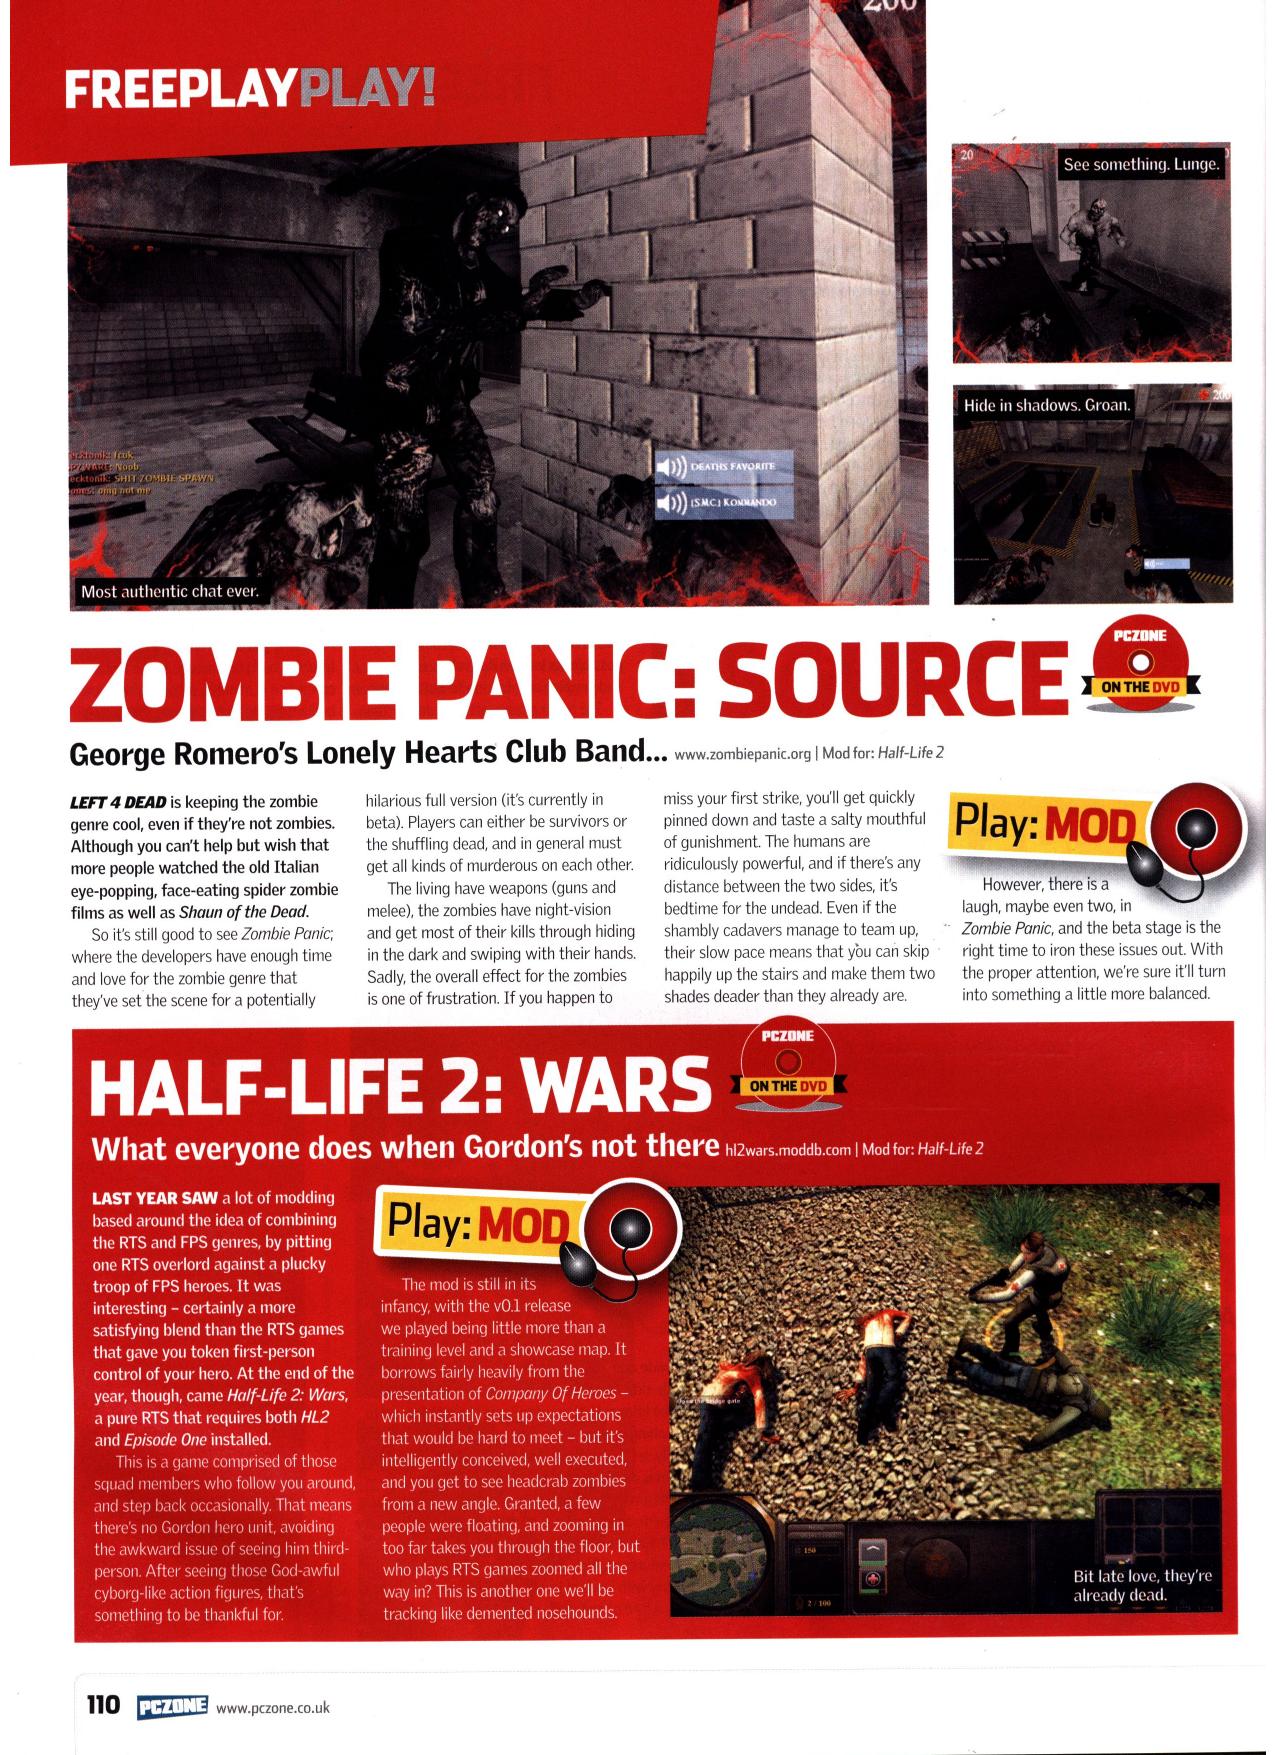 FREEPLAYPLAY!
200
20
See something. Lunge.
200
Hide in shadows. Groan.
ecktonik: fcuk
PZWARE: Noob
ecktonik: SHIT ZOMBIE SPAWN
ones: omg not me
DEATHS FAVORITE
[S.M.C.] KOMMANDO
Most authentic chat ever.
ZOMBIE PANIC: SOURCE
PCZONE
ON THE DVD
George Romero's Lonely Hearts Club Band... www.zombiepanic.org | Mod for: Half-Life 2
LEFT 4 DEAD is keeping the zombie
genre cool, even if they're not zombies.
Although you can't help but wish that
more people watched the old Italian
eye-popping, face-eating spider zombie
films as well as Shaun of the Dead.
So it's still good to see Zombie Panic;
where the developers have enough time
and love for the zombie genre that
they've set the scene for a potentially
hilarious full version (it's currently in
beta). Players can either be survivors or
the shuffling dead, and in general must
get all kinds of murderous on each other.
The living have weapons (guns and
melee), the zombies have night-vision
and get most of their kills through hiding
in the dark and swiping with their hands.
Sadly, the overall effect for the zombies
is one of frustration. If you happen to
miss your first strike, you'll get quickly
pinned down and taste a salty mouthful
of gunishment. The humans are
ridiculously powerful, and if there's any
distance between the two sides, it's
bedtime for the undead. Even if the
shambly cadavers manage to team up,
their slow pace means that you can skip
happily up the stairs and make them two
shades deader than they already are.
Play: MOD
However, there is a
laugh, maybe even two, in
Zombie Panic, and the beta stage is the
right time to iron these issues out. With
the proper attention, we're sure it'll turn
into something a little more balanced.
HALF-LIFE 2: WARS
PCZONE
ON THE DVD
What everyone does when Gordon's not there hl2wars.moddb.com | Mod for: Half-Life 2
LAST YEAR SAW a lot of modding
based around the idea of combining
the RTS and FPS genres, by pitting
one RTS overlord against a plucky
troop of FPS heroes. It was
interesting – certainly a more
satisfying blend than the RTS games
that gave you token first-person
control of your hero. At the end of the
year, though, came Half-Life 2: Wars,
a pure RTS that requires both HL2
and Episode One installed.
This is a game comprised of those
squad members who follow you around,
and step back occasionally. That means
there's no Gordon hero unit, avoiding
the awkward issue of seeing him third-
person. After seeing those God-awful
cyborg-like action figures, that's
something to be thankful for.
Play: MOD
The mod is still in its
infancy, with the v0.1 release
we played being little more than a
training level and a showcase map. It
borrows fairly heavily from the
presentation of Company Of Heroes –
which instantly sets up expectations
that would be hard to meet – but it's
intelligently conceived, well executed,
and you get to see headcrab zombies
from a new angle. Granted, a few
people were floating, and zooming in
too far takes you through the floor, but
who plays RTS games zoomed all the
way in? This is another one we'll be
tracking like demented nosehounds.
the bridge gate
150
2 / 100
Bit late love, they're
already dead.
110 PCZONE www.pczone.co.uk